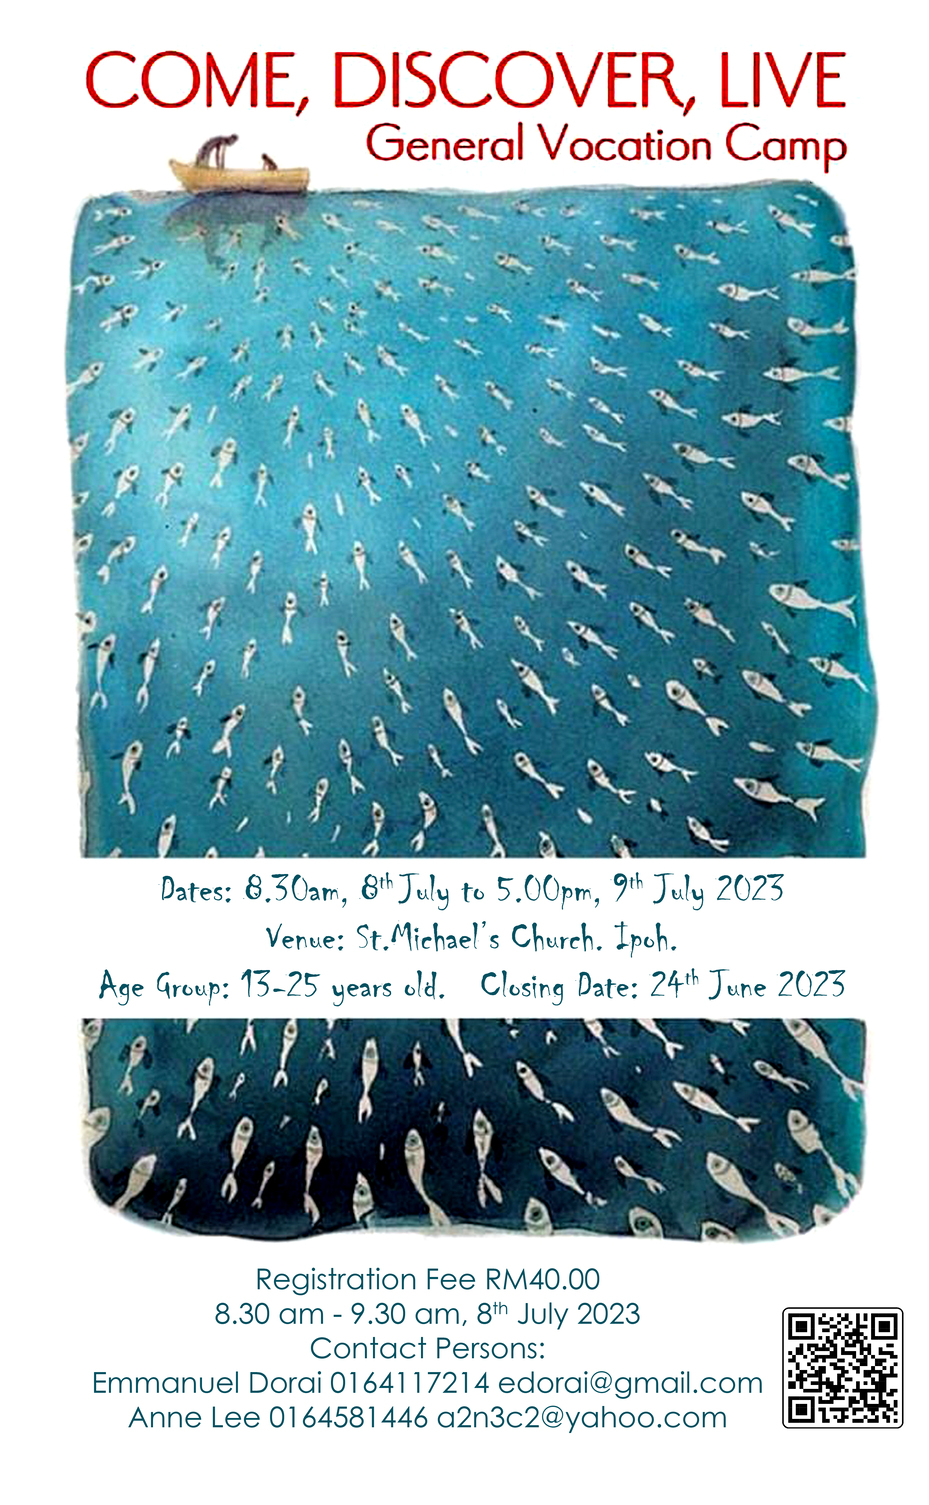 COME, DISCOVER, LIVE
General Vocation Camp
Dates: 8.30am, 8th July to 5.00pm, 9th July 2023
Venue: St.Michael's Church. Ipoh.
Age Group: 13-25 years old. Closing Date: 24th June 2023
Registration Fee RM40.00
8.30 am - 9.30 am, 8th July 2023
Contact Persons:
Emmanuel Dorai 0164117214 edorai@gmail.com
Anne Lee 0164581446 a2n3c2@yahoo.com